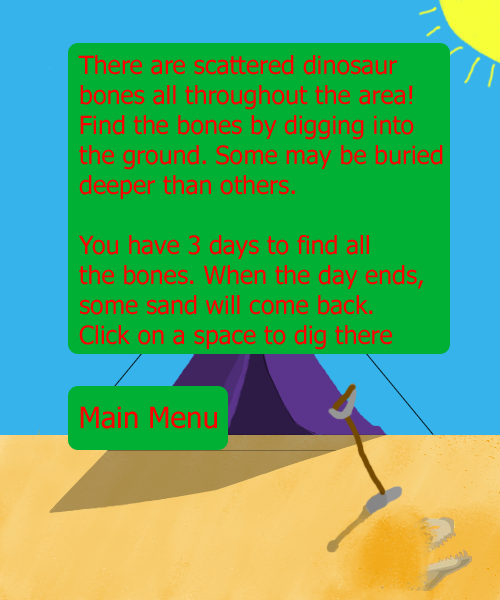 There are scattered dinosaur
bones all throughout the area!
Find the bones by digging into
the ground. Some may be buried
deeper than others.
You have 3 days to find all
the bones. When the day ends,
some sand will come back.
Click on a space to dig there
Main Menu